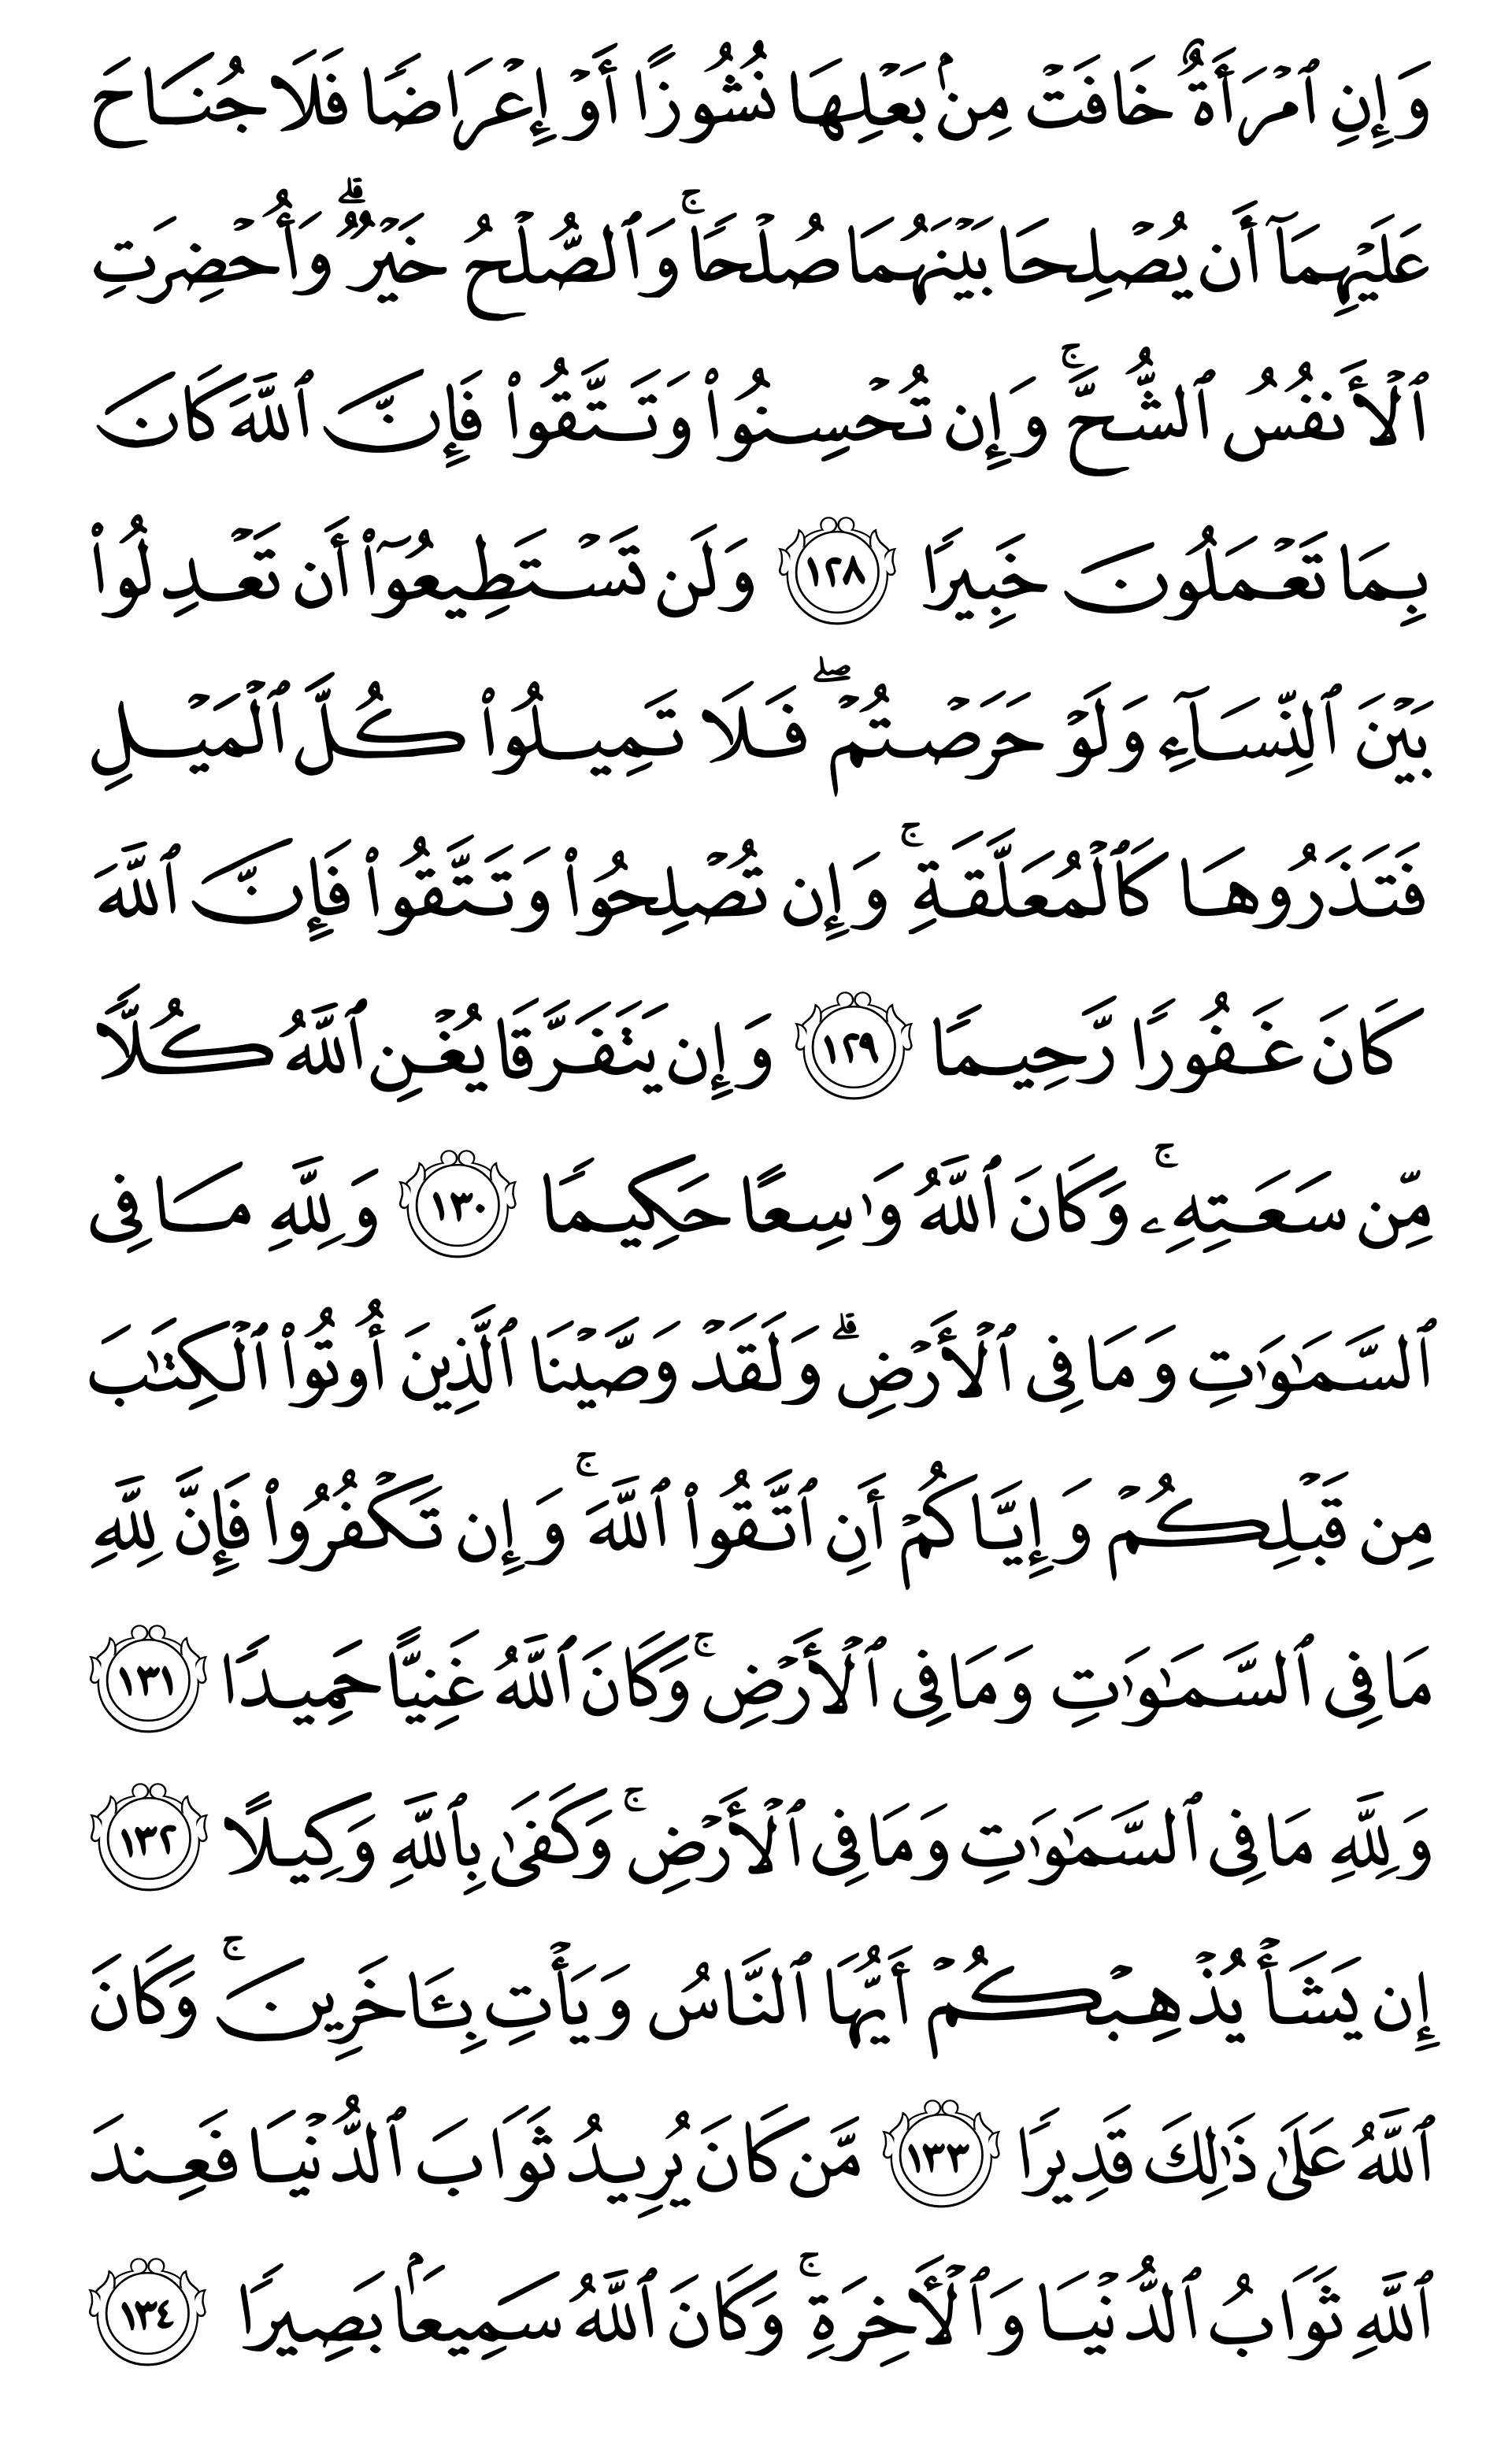 وَإِنِ ٱمۡرَأَةٌ خَافَتۡ مِنۢ بَعۡلِهَا نُشُوزًا أَوۡ إِعۡرَاضٗا فَلَا جُنَاحَ
عَلَيۡهِمَآ أَن يُصۡلِحَا بَيۡنَهُمَا صُلۡحٗاۚ وَٱلصُّلۡحُ خَيۡرٞۗ وَأُحۡضِرَتِ
ٱلۡأَنفُسُ ٱلشُّحَّۚ وَإِن تُحۡسِنُواْ وَتَتَّقُواْ فَإِنَّ ٱللَّهَ كَانَ
بِمَا تَعۡمَلُونَ خَبِيرٗا ١٢٨ وَلَن تَسۡتَطِيعُوٓاْ أَن تَعۡدِلُواْ
بَيۡنَ ٱلنِّسَآءِ وَلَوۡ حَرَصۡتُمۡۖ فَلَا تَمِيلُواْ كُلَّ ٱلۡمَيۡلِ
فَتَذَرُوهَا كَٱلۡمُعَلَّقَةِۚ وَإِن تُصۡلِحُواْ وَتَتَّقُواْ فَإِنَّ ٱللَّهَ
كَانَ غَفُورٗا رَّحِيمٗا ١٢٩ وَإِن يَتَفَرَّقَا يُغۡنِ ٱللَّهُ كُلّٗا
مِّن سَعَتِهِۦۚ وَكَانَ ٱللَّهُ وَٰسِعًا حَكِيمٗا ١٣٠ وَلِلَّهِ مَا فِي
ٱلسَّمَٰوَٰتِ وَمَا فِي ٱلۡأَرۡضِۗ وَلَقَدۡ وَصَّيۡنَا ٱلَّذِينَ أُوتُواْ ٱلۡكِتَٰبَ
مِن قَبۡلِكُمۡ وَإِيَّاكُمۡ أَنِ ٱتَّقُواْ ٱللَّهَۚ وَإِن تَكۡفُرُواْ فَإِنَّ لِلَّهِ
مَا فِي ٱلسَّمَٰوَٰتِ وَمَا فِي ٱلۡأَرۡضِۚ وَكَانَ ٱللَّهُ غَنِيًّا حَمِيدٗا ١٣١
وَلِلَّهِ مَا فِي ٱلسَّمَٰوَٰتِ وَمَا فِي ٱلۡأَرۡضِۚ وَكَفَىٰ بِٱللَّهِ وَكِيلًا ١٣٢
إِن يَشَأۡ يُذۡهِبۡكُمۡ أَيُّهَا ٱلنَّاسُ وَيَأۡتِ بِـَٔاخَرِينَۚ وَكَانَ
ٱللَّهُ عَلَىٰ ذَٰلِكَ قَدِيرٗا ١٣٣ مَّن كَانَ يُرِيدُ ثَوَابَ ٱلدُّنۡيَا فَعِندَ
ٱللَّهِ ثَوَابُ ٱلدُّنۡيَا وَٱلۡأٓخِرَةِۚ وَكَانَ ٱللَّهُ سَمِيعَۢا بَصِيرٗا ١٣٤